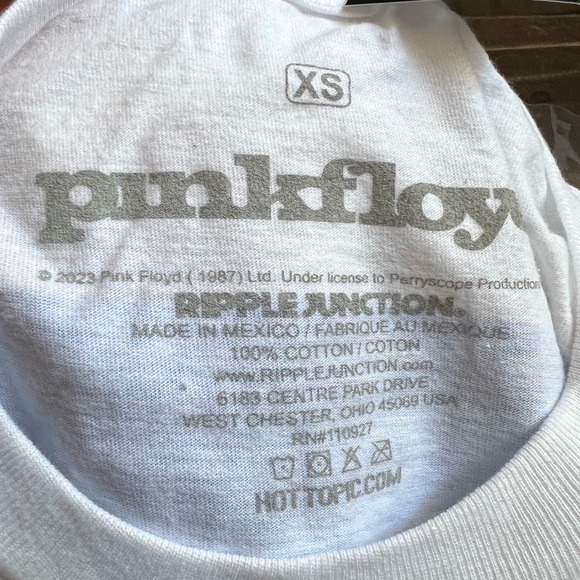 XS
pinkfloy
© 2023 Pink Floyd ( 1987) Ltd. Under license to Perryscope Production
RIPPLE JUNCTION®
MADE IN MEXICO / FABRIQUE AU MEXIQUE
100% COTTON / COTON
www.RIPPLEJUNCTION.com
6183 CENTRE PARK DRIVE
WEST CHESTER, OHIO 45069 USA
RN#110927
HOTTOPIC.COM